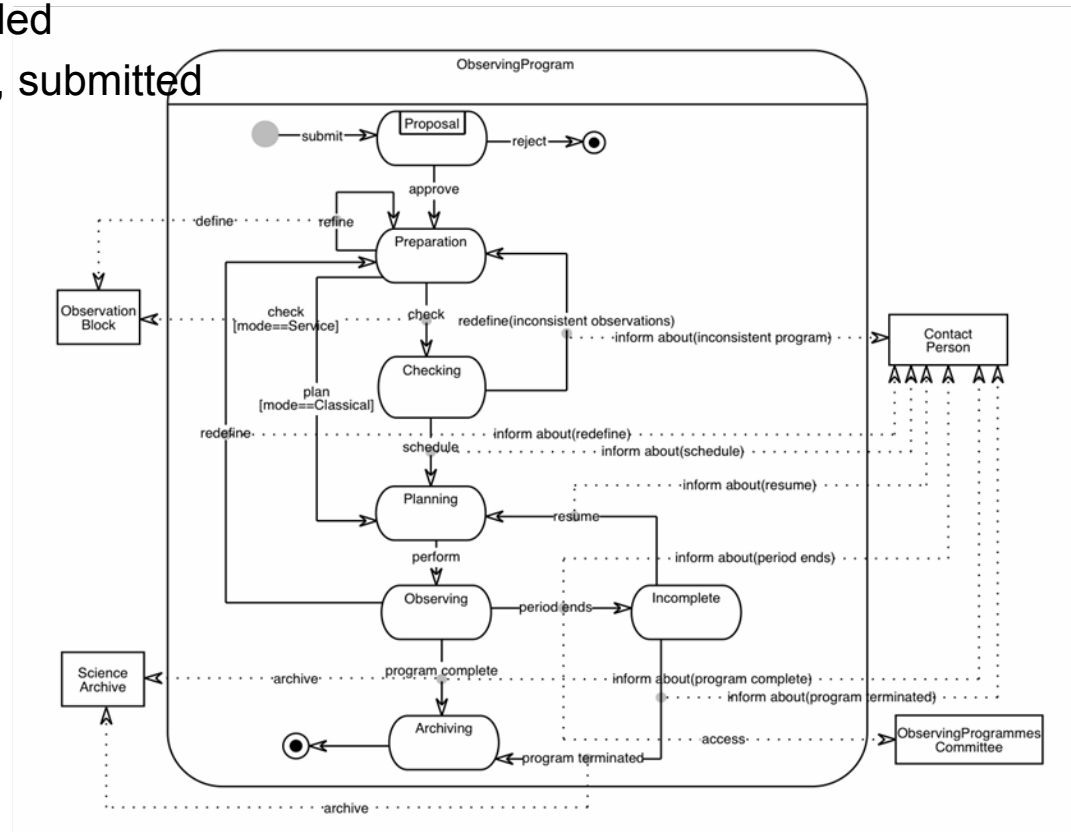 led
, submitted
ObservingProgram
Proposal
submit
reject
approve
define
refine
Preparation
Observation
Block
check
[mode==Service]
check
redefine(inconsistent observations)
inform about(inconsistent program)
Contact
Person
Checking
plan
[mode==Classical]
redefine
inform about(redefine)
schedule
inform about(schedule)
Planning
inform about(resume)
resume
perform
inform about(period ends)
Observing
period ends
Incomplete
Science
Archive
archive
program complete
inform about(program complete)
inform about(program terminated)
Archiving
access
ObservingProgrammes
Committee
program terminated
archive